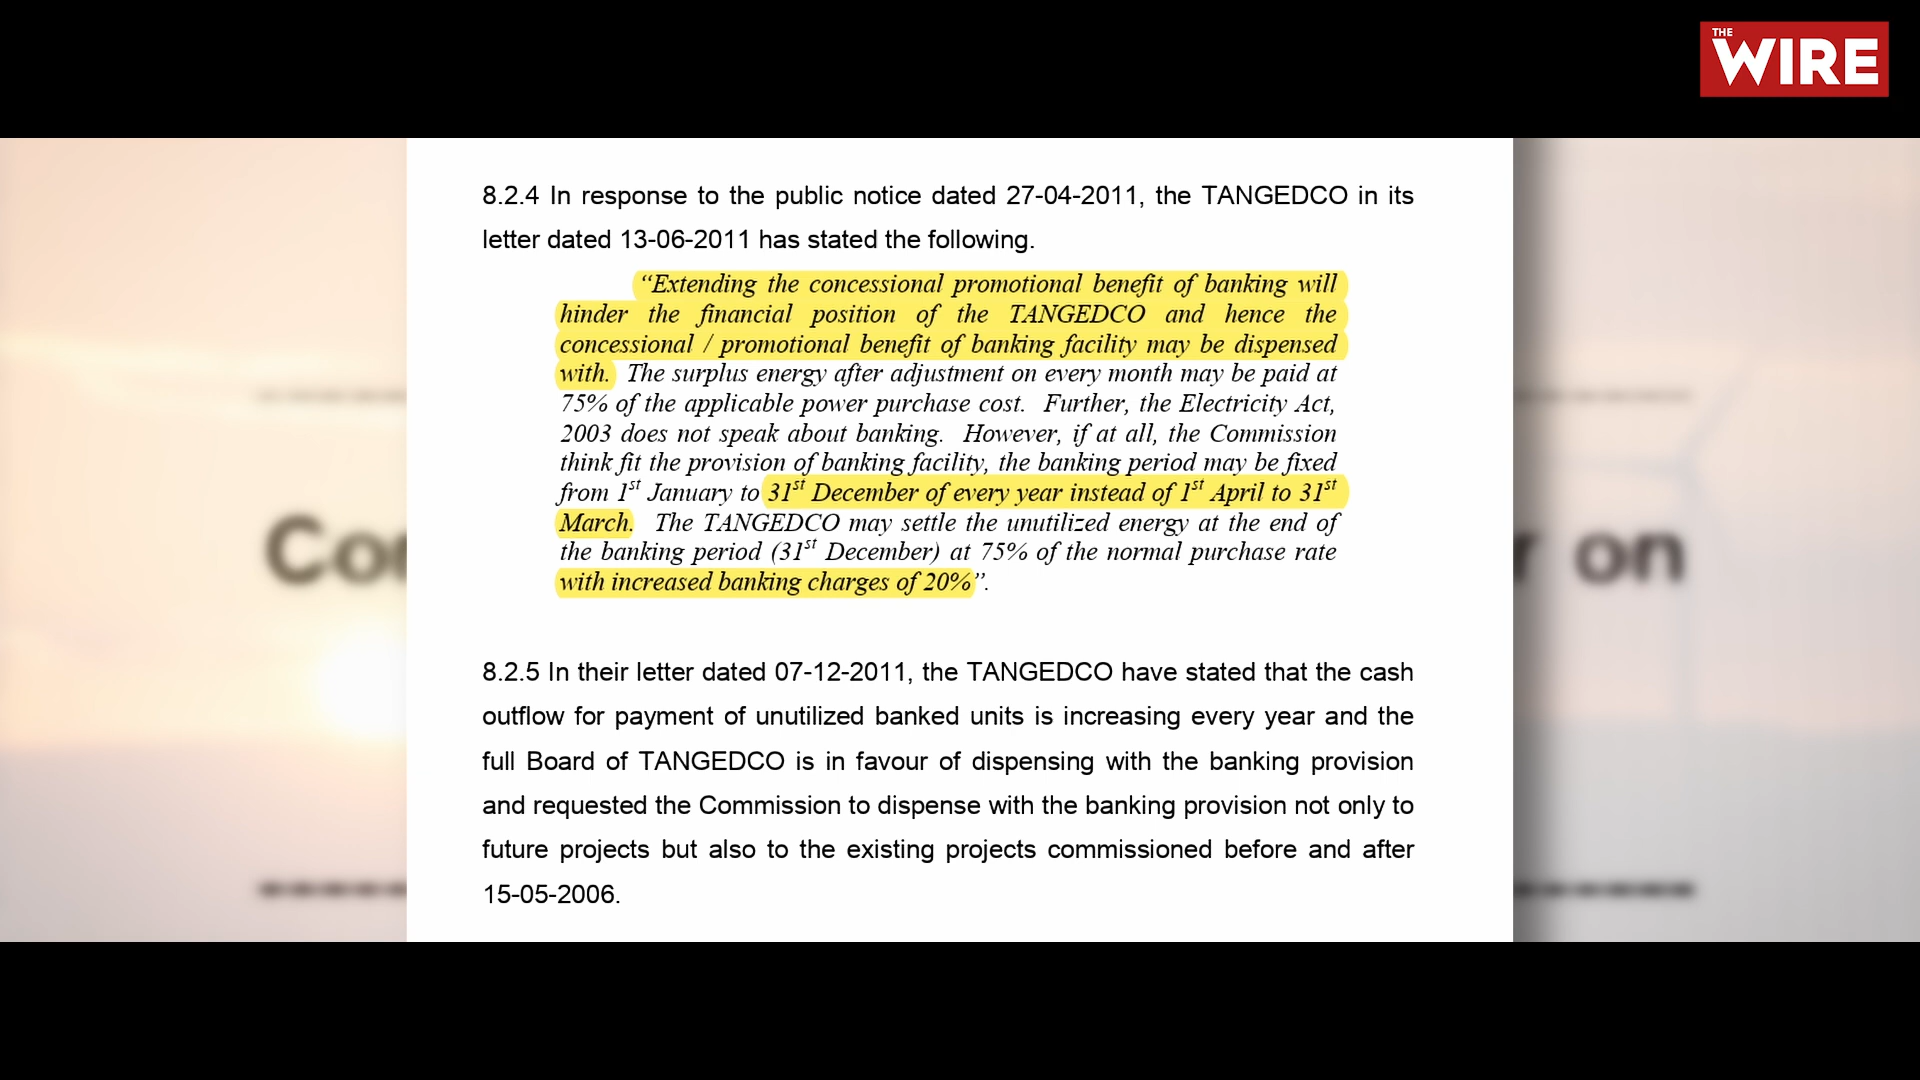 THE
WIRE
8.2.4 In response to the public notice dated 27-04-2011, the TANGEDCO in its
letter dated 13-06-2011 has stated the following.
“Extending the concessional promotional benefit of banking will
hinder the financial position of the TANGEDCO and hence the
concessional / promotional benefit of banking facility may be dispensed
with. The surplus energy after adjustment on every month may be paid at
75% of the applicable power purchase cost. Further, the Electricity Act,
2003 does not speak about banking. However, if at all, the Commission
think fit the provision of banking facility, the banking period may be fixed
from 1st January to 31st December of every year instead of 1st April to 31st
March. The TANGEDCO may settle the unutilized energy at the end of
the banking period (31st December) at 75% of the normal purchase rate
with increased banking charges of 20%”.
8.2.5 In their letter dated 07-12-2011, the TANGEDCO have stated that the cash
outflow for payment of unutilized banked units is increasing every year and the
full Board of TANGEDCO is in favour of dispensing with the banking provision
and requested the Commission to dispense with the banking provision not only to
future projects but also to the existing projects commissioned before and after
15-05-2006.
on